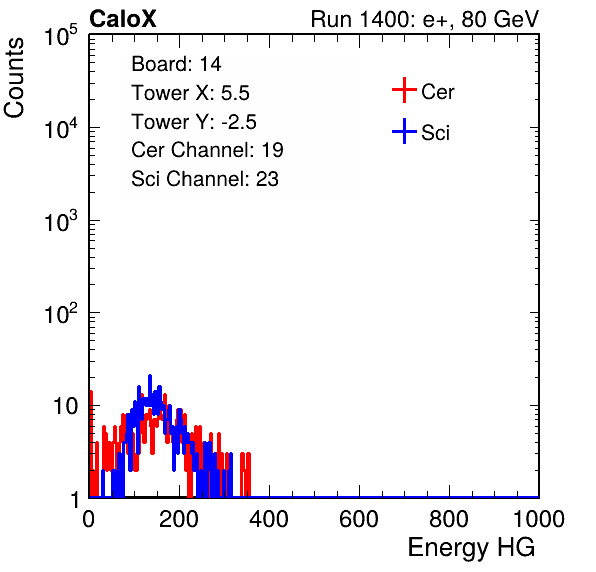 CaloX Run 1400: e+, 80 GeV
Counts
10^5
10^4
10^3
10^2
10
1
Board: 14
Tower X: 5.5
Tower Y: -2.5
Cer Channel: 19
Sci Channel: 23
Cer
Sci
0 200 400 600 800 1000
Energy HG